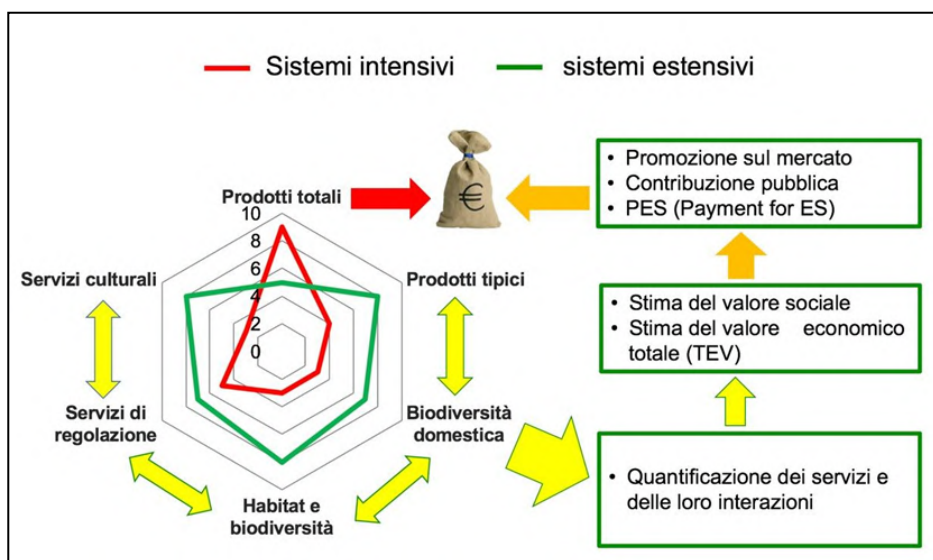 Sistemi intensivi
sistemi estensivi
Prodotti totali
10
8
6
4
2
0
Servizi culturali
Prodotti tipici
Servizi di
regolazione
Biodiversità
domestica
Habitat e
biodiversità
€
• Promozione sul mercato
• Contribuzione pubblica
• PES (Payment for ES)
• Stima del valore sociale
• Stima del valore economico
totale (TEV)
• Quantificazione dei servizi e
delle loro interazioni